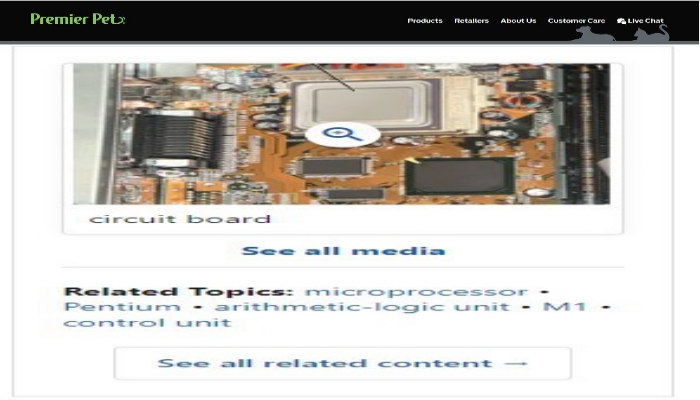 Premier Pet
Products Retailers About Us Customer Care Live Chat
circuit board
See all media
Related Topics: microprocessor •
Pentium • arithmetic-logic unit • M1 •
control unit
See all related content →